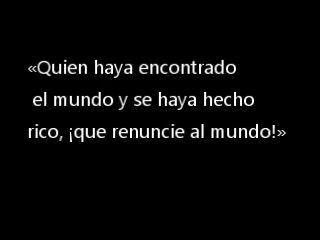 «Quien haya encontrado
el mundo y se haya hecho
rico, ¡que renuncie al mundo!»